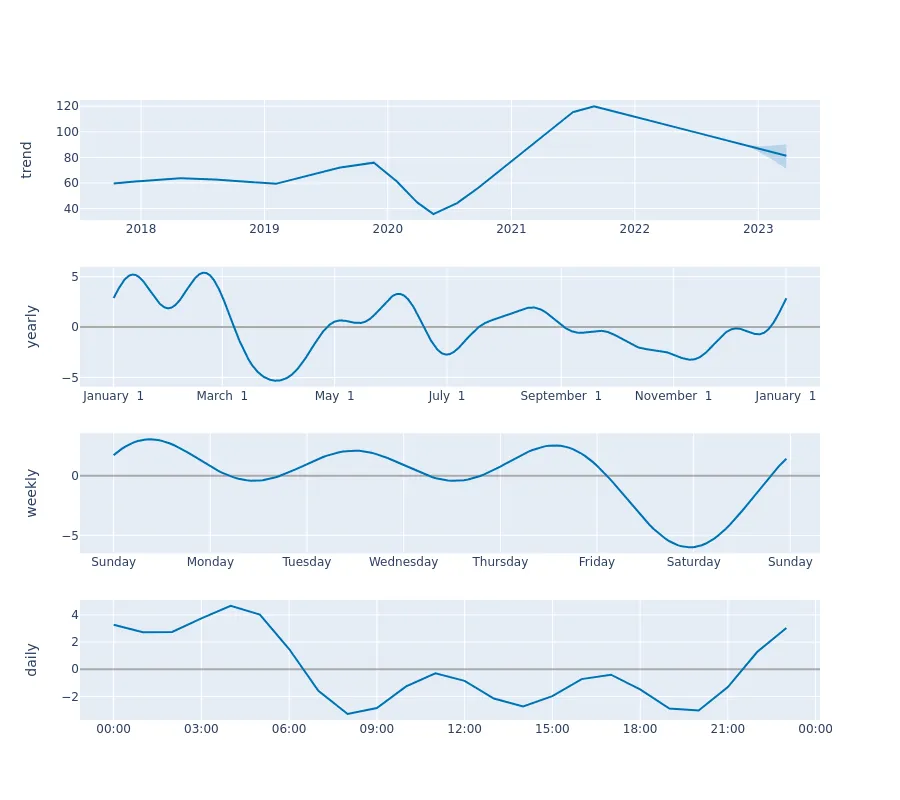 trend
120
100
80
60
40
2018 2019 2020 2021 2022 2023
yearly
5
0
−5
January 1 March 1 May 1 July 1 September 1 November 1 January 1
weekly
0
−5
Sunday Monday Tuesday Wednesday Thursday Friday Saturday Sunday
daily
4
2
0
−2
00:00 03:00 06:00 09:00 12:00 15:00 18:00 21:00 00:00